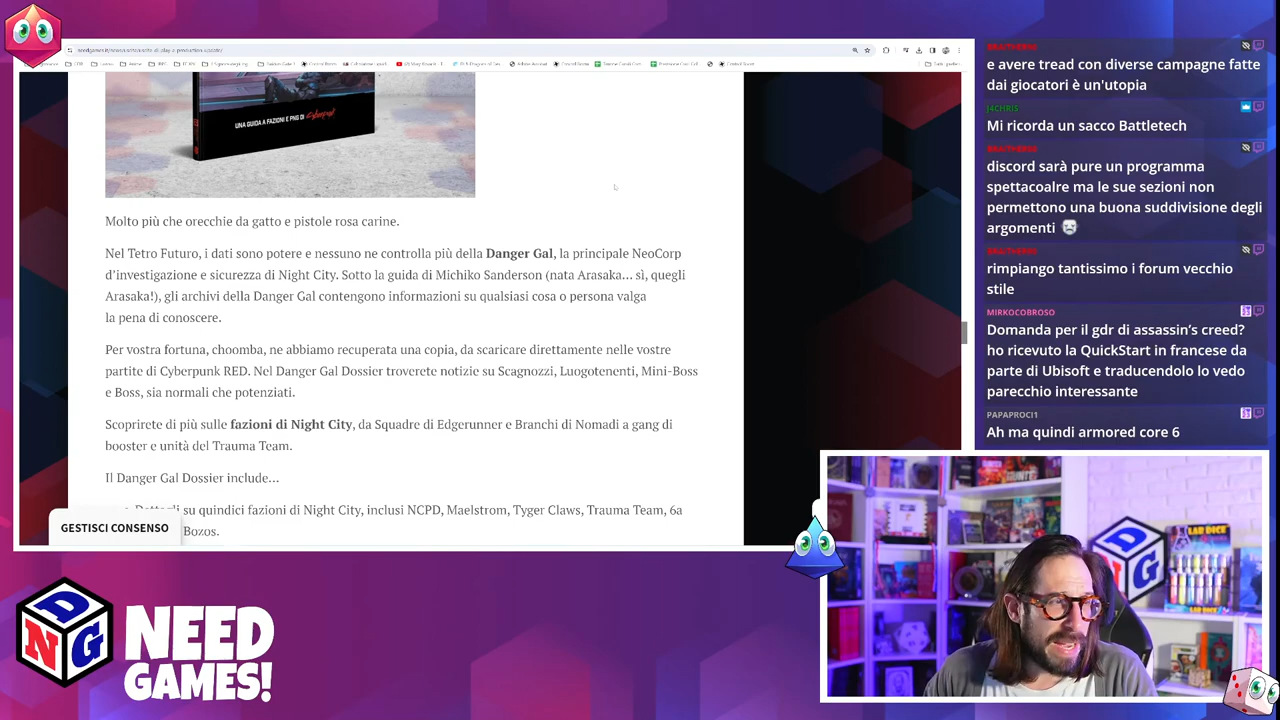 UNA GUIDA A FAZIONI E PNG DI Cyberpunk
Molto più che orecchie da gatto e pistole rosa carine.
Nel Tetro Futuro, i dati sono potere e nessuno ne controlla più della Danger Gal, la principale NeoCorp
d'investigazione e sicurezza di Night City. Sotto la guida di Michiko Sanderson (nata Arasaka... sì, quegli
Arasaka!), gli archivi della Danger Gal contengono informazioni su qualsiasi cosa o persona valga
la pena di conoscere.
Per vostra fortuna, choomba, ne abbiamo recuperata una copia, da scaricare direttamente nelle vostre
partite di Cyberpunk RED. Nel Danger Gal Dossier troverete notizie su Scagnozzi, Luogotenenti, Mini-Boss
e Boss, sia normali che potenziati.
Scoprirete di più sulle fazioni di Night City, da Squadre di Edgerunner e Branchi di Nomadi a gang di
booster e unità del Trauma Team.
Il Danger Gal Dossier include...
su quindici fazioni di Night City, inclusi NCPD, Maelstrom, Tyger Claws, Trauma Team, 6a
Bozos.
GESTISCI CONSENSO
e avere tread con diverse campagne fatte
dai giocatori è un'utopia
J4CHRIS
Mi ricorda un sacco Battletech
discord sarà pure un programma
spettacoalre ma le sue sezioni non
permettono una buona suddivisione degli
argomenti
rimpiango tantissimo i forum vecchio
stile
MIRKOCOBROSO
Domanda per il gdr di assassin's creed?
ho ricevuto la QuickStart in francese da
parte di Ubisoft e traducendolo lo vedo
parecchio interessante
PAPAPROCI1
Ah ma quindi armored core 6
D
N G
NEED
GAMES!
D
N G
LAB DICE